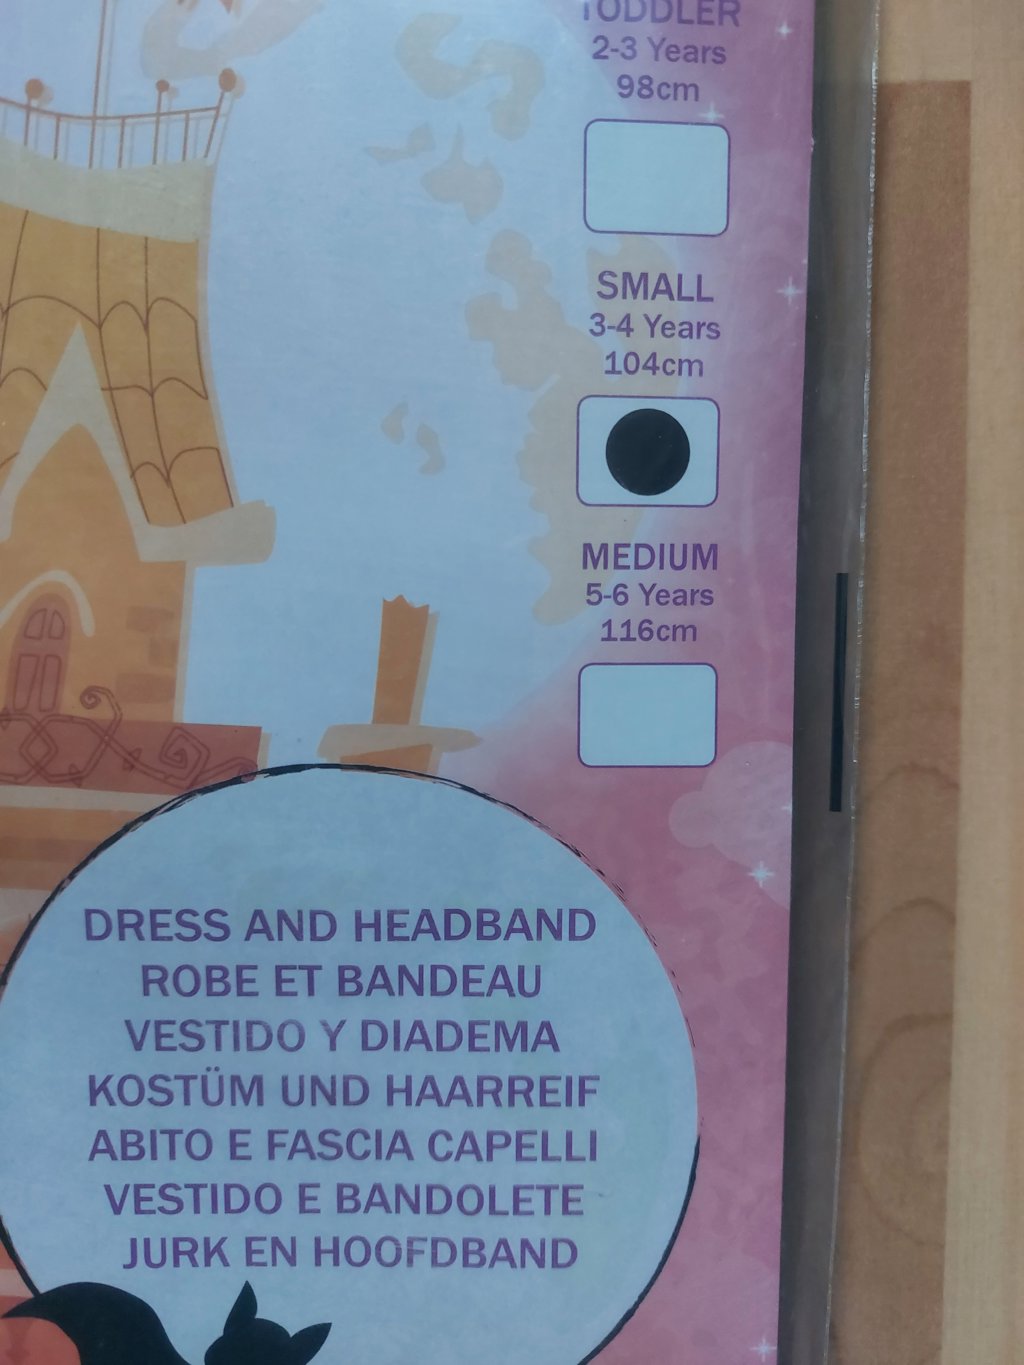 TODDLER
2-3 Years
98cm
SMALL
3-4 Years
104cm
MEDIUM
5-6 Years
116cm
DRESS AND HEADBAND
ROBE ET BANDEAU
VESTIDO Y DIADEMA
KOSTÜM UND HAARREIF
ABITO E FASCIA CAPELLI
VESTIDO E BANDOLETE
JURK EN HOOFDBAND